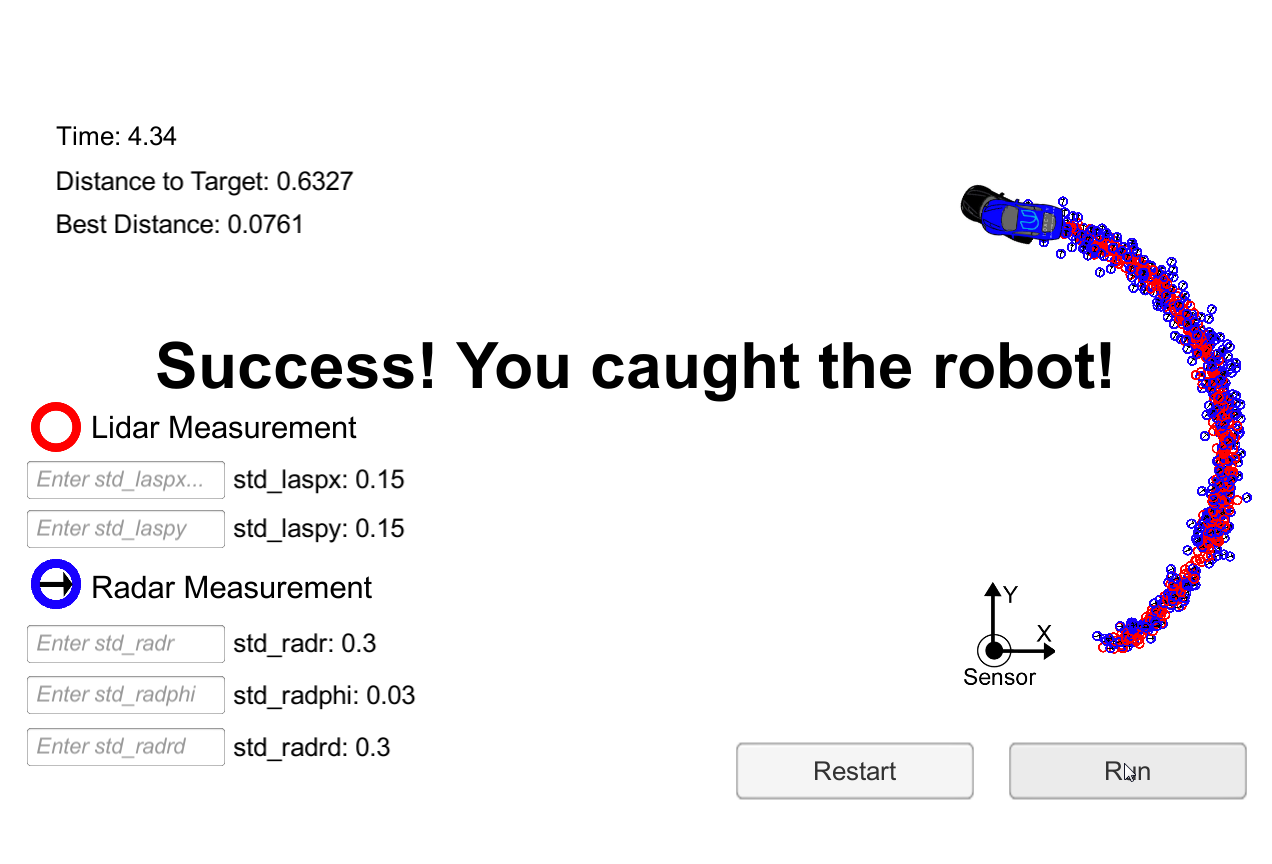 Time: 4.34
Distance to Target: 0.6327
Best Distance: 0.0761
Success! You caught the robot!
Lidar Measurement
Enter std_laspx... std_laspx: 0.15
Enter std_laspy std_laspy: 0.15
Radar Measurement
Enter std_radr std_radr: 0.3
Enter std_radphi std_radphi: 0.03
Enter std_radrd std_radrd: 0.3
Y
X
Sensor
Restart Run